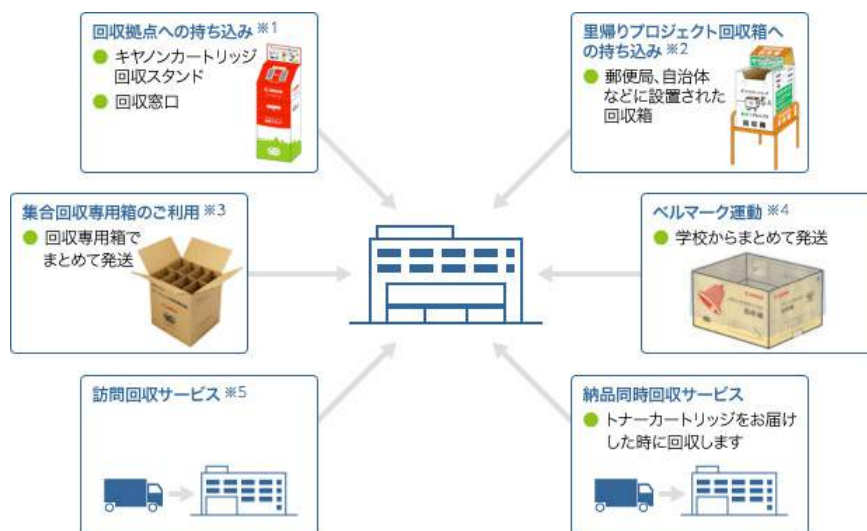 回収拠点への持ち込み ※1
キヤノンカートリッジ
回収スタンド
回収窓口
里帰りプロジェクト回収箱へ
の持ち込み ※2
郵便局、自治体
などに設置された
回収箱
集合回収専用箱のご利用 ※3
回収専用箱で
まとめて発送
ベルマーク運動 ※4
学校からまとめて発送
回収箱
訪問回収サービス ※5
納品同時回収サービス
トナーカートリッジをお届け
した時に回収します